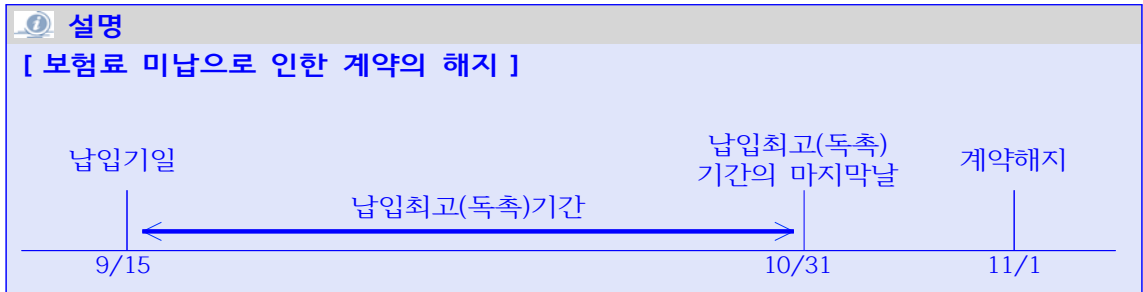 설명
[ 보험료 미납으로 인한 계약의 해지 ]
납입기일
납입최고(독촉)
기간의 마지막날
계약해지
납입최고(독촉)기간
9/15
10/31
11/1